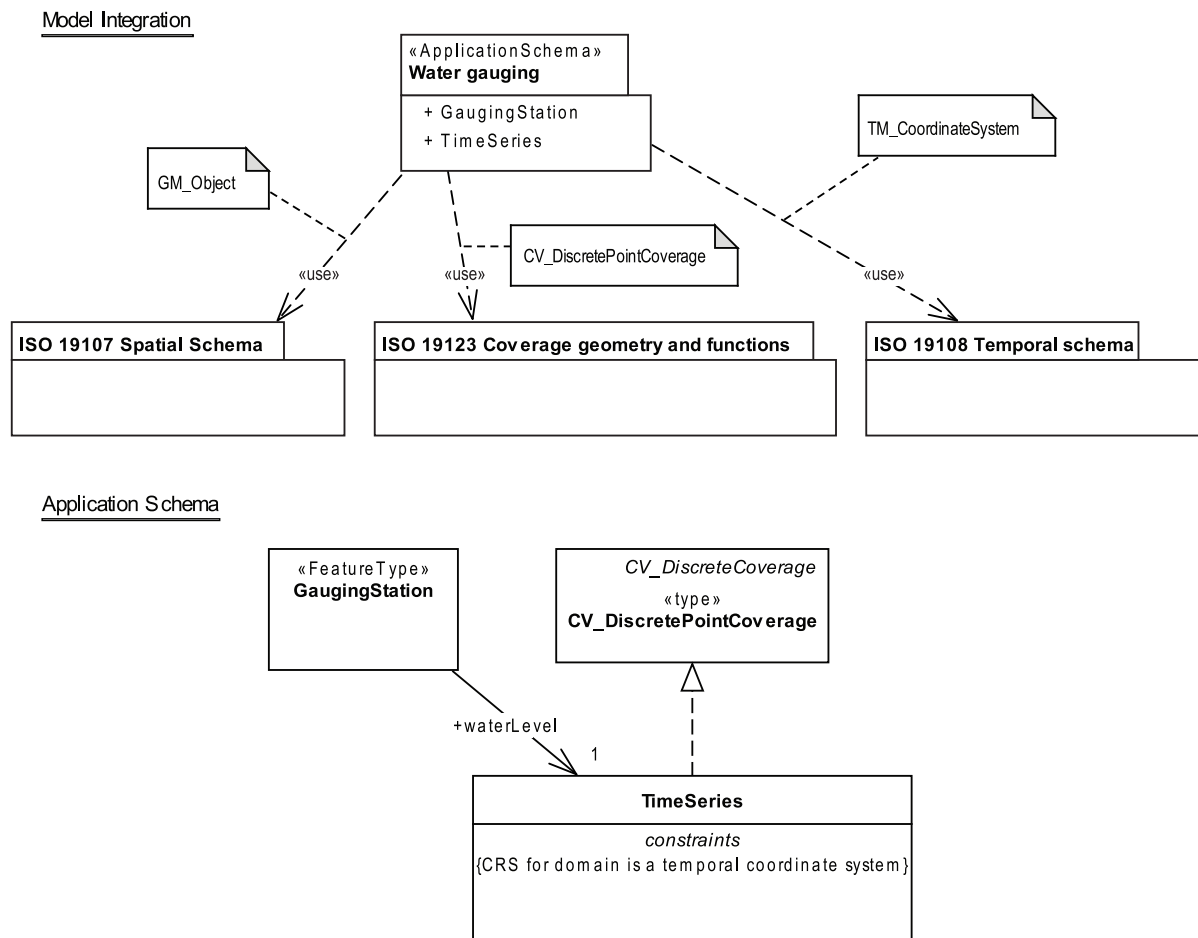 Model Integration
«ApplicationSchema»
Water gauging
+ GaugingStation
+ TimeSeries
TM_CoordinateSystem
GM_Object
CV_DiscretePointCoverage
«use»
«use»
«use»
ISO 19107 Spatial Schema
ISO 19123 Coverage geometry and functions
ISO 19108 Temporal schema
Application Schema
«FeatureType»
GaugingStation
CV_DiscreteCoverage
«type»
CV_DiscretePointCoverage
+waterLevel
1
TimeSeries
constraints
{CRS for domain is a temporal coordinate system}